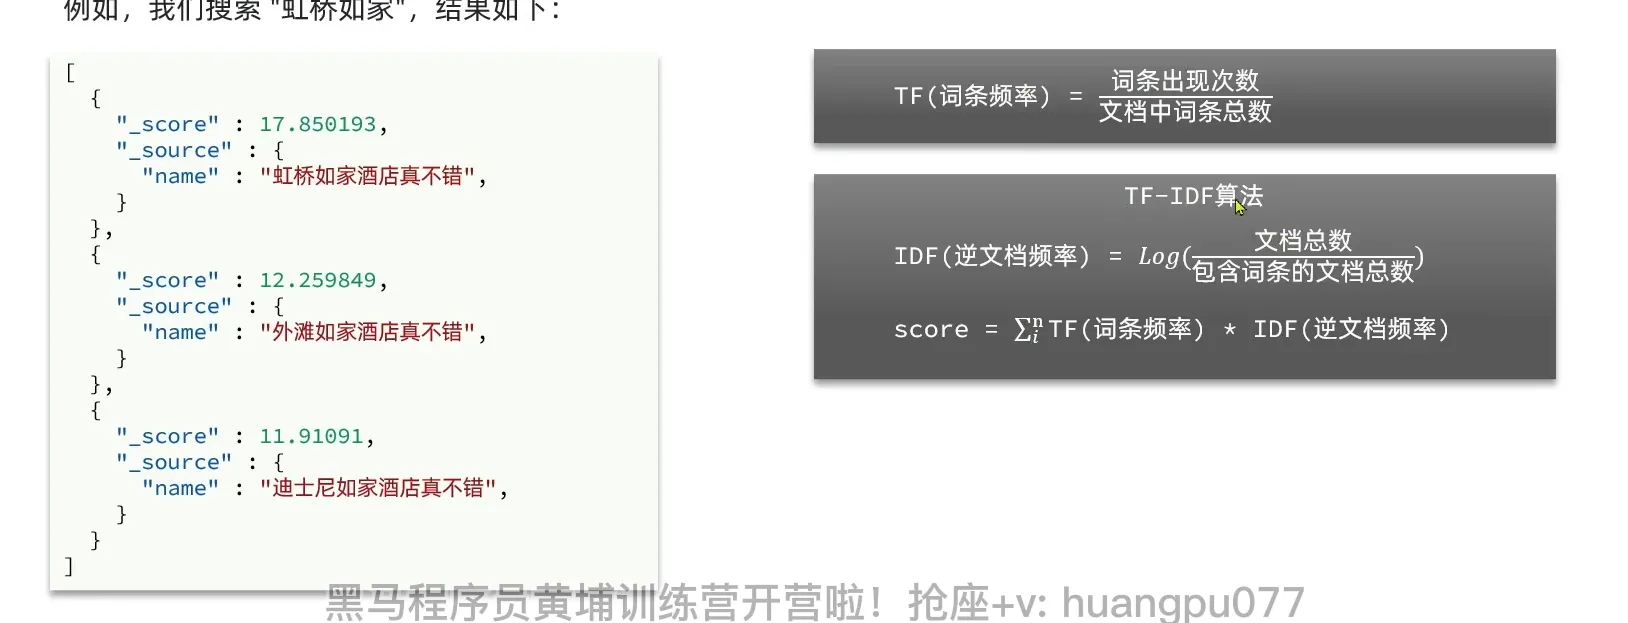 例如，我们搜索 "虹桥如家"，结果如下：
[
{
"_score" : 17.850193,
"_source" : {
"name" : "虹桥如家酒店真不错",
}
},
{
"_score" : 12.259849,
"_source" : {
"name" : "外滩如家酒店真不错",
}
},
{
"_score" : 11.91091,
"_source" : {
"name" : "迪士尼如家酒店真不错",
}
}
]
TF(词条频率) = 词条出现次数
文档中词条总数
TF-IDF算法
IDF(逆文档频率) = Log(文档总数
包含词条的文档总数)
score = ∑ᵢⁿ TF(词条频率) * IDF(逆文档频率)
黑马程序员黄埔训练营开营啦！抢座+v: huangpu077